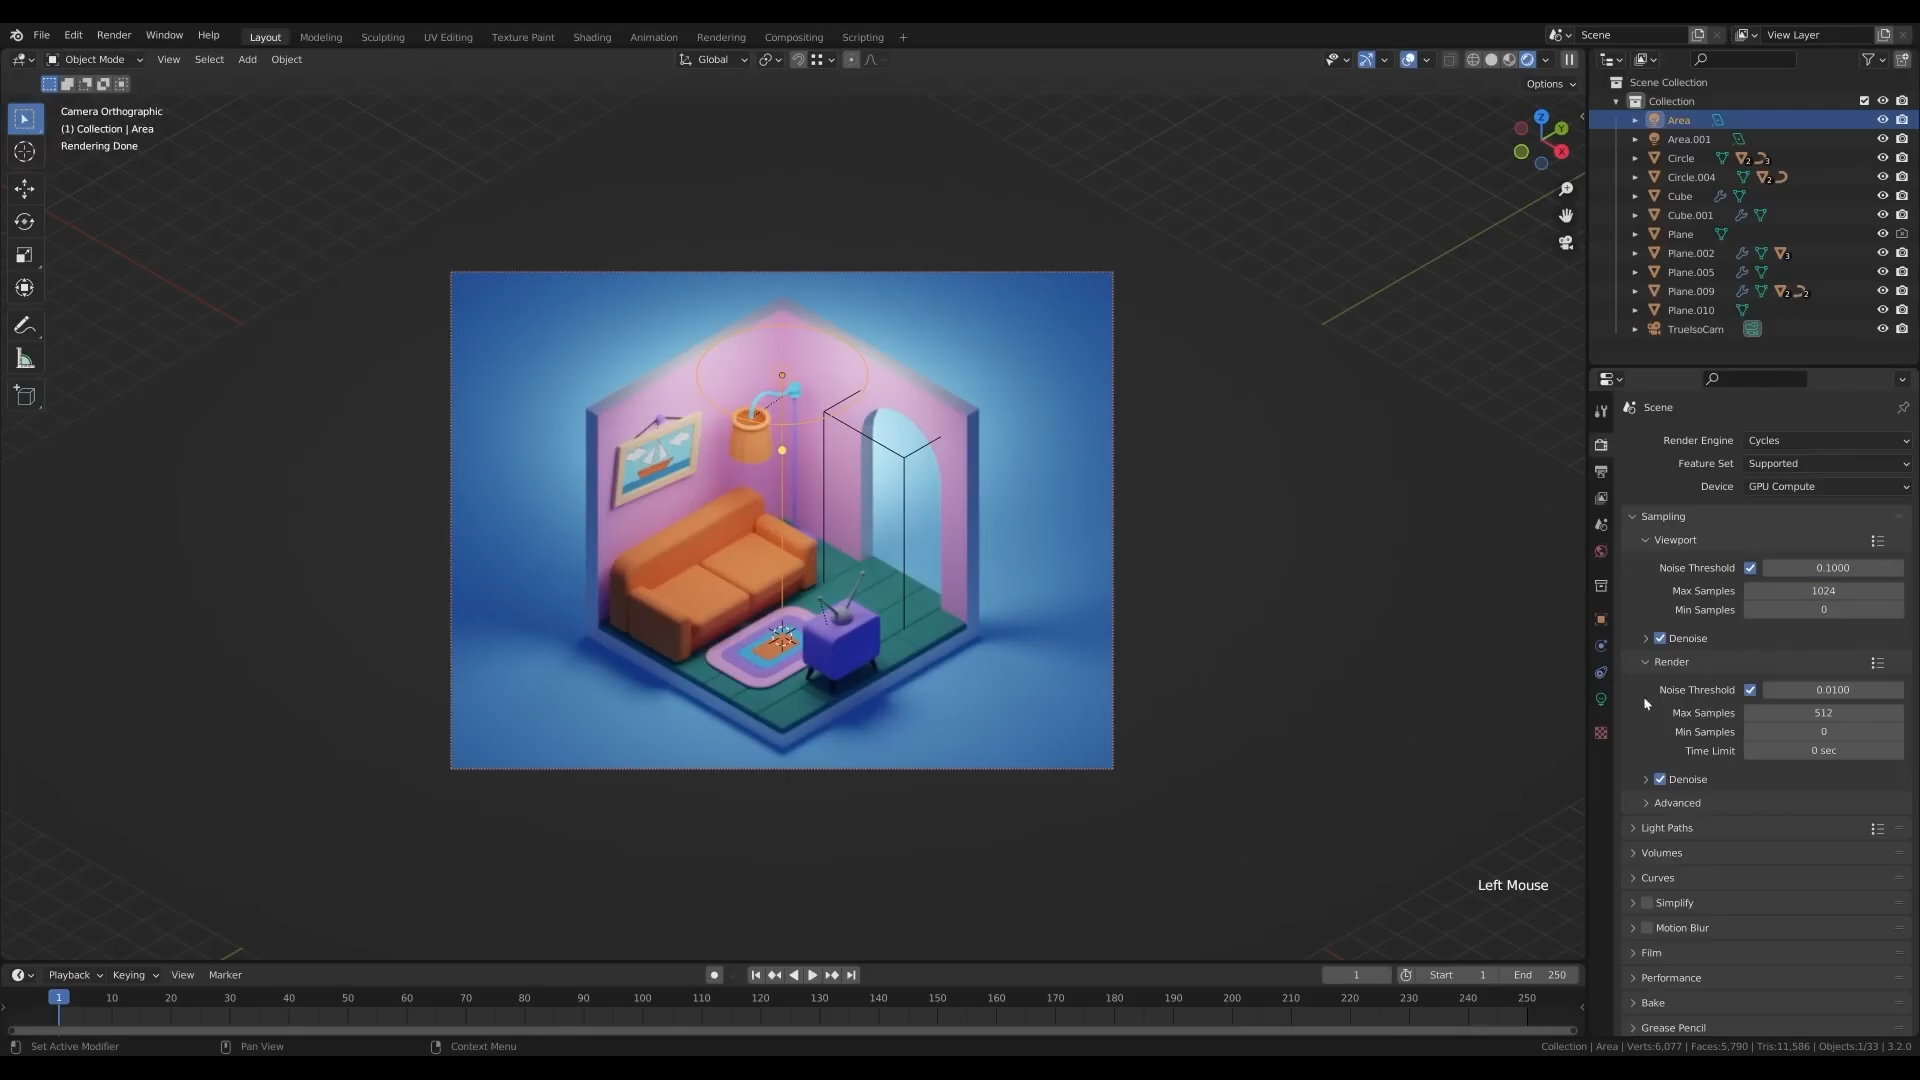 File Edit Render Window Help Layout Modeling Sculpting UV Editing Texture Paint Shading Animation Rendering Compositing Scripting + Scene View Layer
Object Mode View Select Add Object Global
Options
Camera Orthographic
(1) Collection | Area
Rendering Done
Z
Y
X
Scene Collection
Collection
Area
Area.001
Circle 2 3
Circle.004 2
Cube
Cube.001
Plane
Plane.002 3
Plane.005
Plane.009 2 2
Plane.010
TrueIsoCam
Scene
Render Engine Cycles
Feature Set Supported
Device GPU Compute
Sampling
Viewport
Noise Threshold 0.1000
Max Samples 1024
Min Samples 0
Denoise
Render
Noise Threshold 0.0100
Max Samples 512
Min Samples 0
Time Limit 0 sec
Denoise
Advanced
Light Paths
Volumes
Curves
Simplify
Motion Blur
Film
Performance
Bake
Grease Pencil
Left Mouse
Playback Keying View Marker 1 Start 1 End 250
1 10 20 30 40 50 60 70 80 90 100 110 120 130 140 150 160 170 180 190 200 210 220 230 240 250
Set Active Modifier Pan View Context Menu Collection | Area | Verts:6,077 | Faces:5,790 | Tris:11,586 | Objects:1/33 | 3.2.0